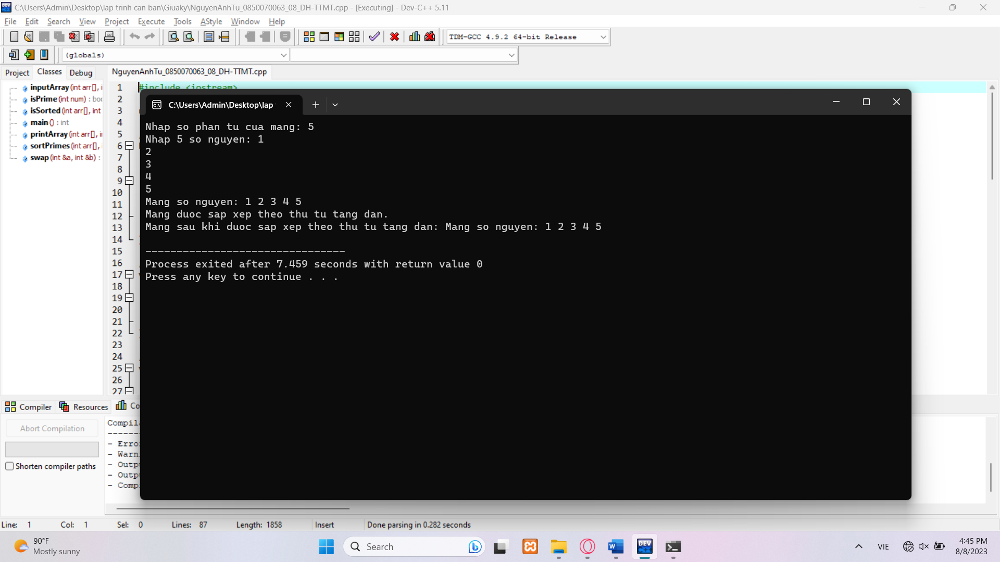 C:\Users\Admin\Desktop\lap trinh can ban\Giuaky\NguyenAnhTu_0850070063_08_DH-TTMT.cpp - [Executing] - Dev-C++ 5.11
File Edit Search View Project Execute Tools AStyle Window Help
TDM-GCC 4.9.2 64-bit Release
(globals)
Project Classes Debug
NguyenAnhTu_0850070063_08_DH-TTMT.cpp
inputArray (int arr[], i
isPrime (int num) : boo
isSorted (int arr[], int
main () : int
printArray (int arr[], in
sortPrimes (int arr[],
swap (int &a, int &b) :
1 #include <iostream>
2
3
4
5
6
7
8
9
10
11
12
13
14
15
16
17
18
19
20
21
22
23
24
25
26
27
C:\Users\Admin\Desktop\lap
Nhap so phan tu cua mang: 5
Nhap 5 so nguyen: 1
2
3
4
5
Mang so nguyen: 1 2 3 4 5
Mang duoc sap xep theo thu tu tang dan.
Mang sau khi duoc sap xep theo thu tu tang dan: Mang so nguyen: 1 2 3 4 5
--------------------------------
Process exited after 7.459 seconds with return value 0
Press any key to continue . . .
Compiler Resources Co
Abort Compilation
Shorten compiler paths
Compila
-------
- Erro
- Warn
- Outp
- Outp
- Comp
Line: 1 Col: 1 Sel: 0 Lines: 87 Length: 1858 Insert Done parsing in 0.282 seconds
90°F
Mostly sunny
Search
DEV
VIE
4:45 PM
8/8/2023